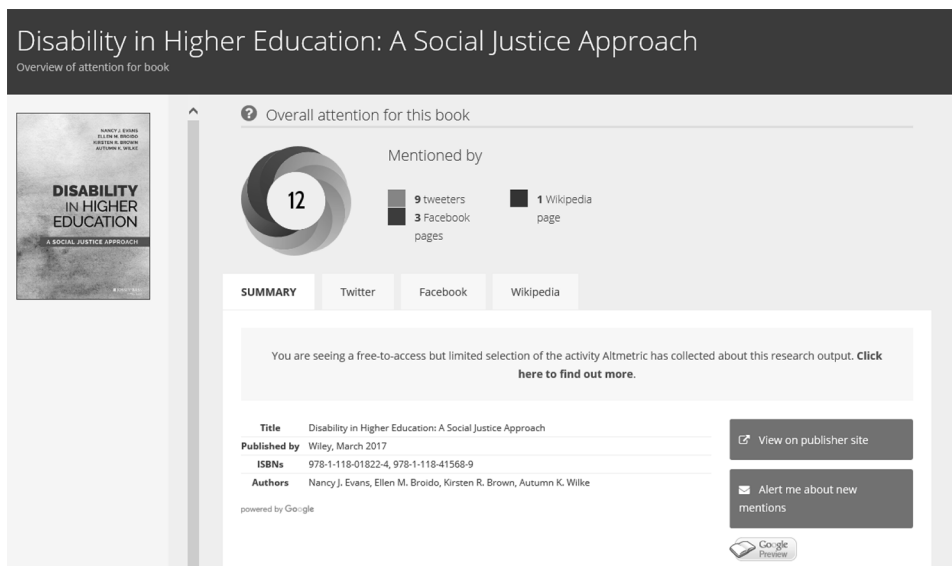 Disability in Higher Education: A Social Justice Approach
Overview of attention for book
NANCY J. EVANS
ELLEN M. BROIDO
KIRSTEN R. BROWN
AUTUMN K. WILKE
DISABILITY
IN HIGHER
EDUCATION
A SOCIAL JUSTICE APPROACH
? Overall attention for this book
12
Mentioned by
9 tweeters
3 Facebook
pages
1 Wikipedia
page
SUMMARY Twitter Facebook Wikipedia
You are seeing a free-to-access but limited selection of the activity Altmetric has collected about this research output. Click
here to find out more.
Title Disability in Higher Education: A Social Justice Approach
Published by Wiley, March 2017
ISBNs 978-1-118-01822-4, 978-1-118-41568-9
Authors Nancy J. Evans, Ellen M. Broido, Kirsten R. Brown, Autumn K. Wilke
powered by Google
View on publisher site
Alert me about new
mentions
Google
Preview